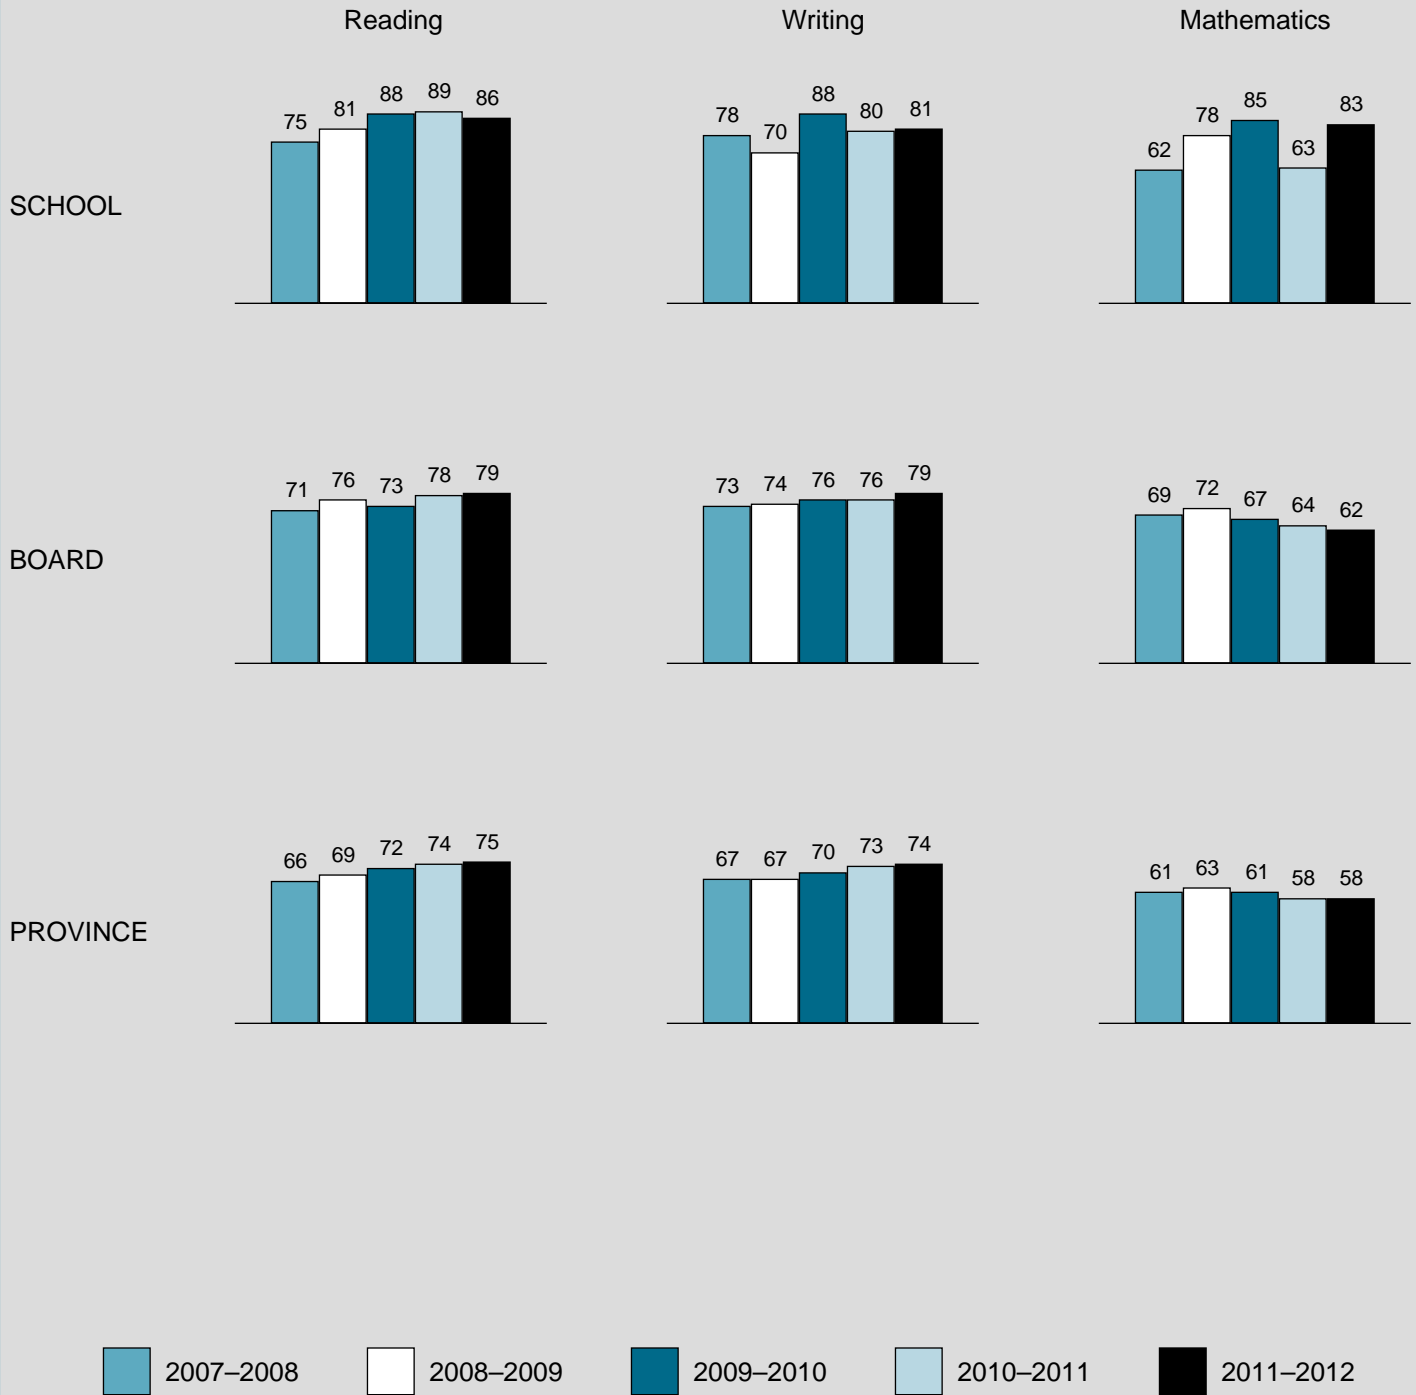 Reading Writing Mathematics
SCHOOL
75 81 88 89 86
78 70 88 80 81
62 78 85 63 83
BOARD
71 76 73 78 79
73 74 76 76 79
69 72 67 64 62
PROVINCE
66 69 72 74 75
67 67 70 73 74
61 63 61 58 58
2007–2008 2008–2009 2009–2010 2010–2011 2011–2012